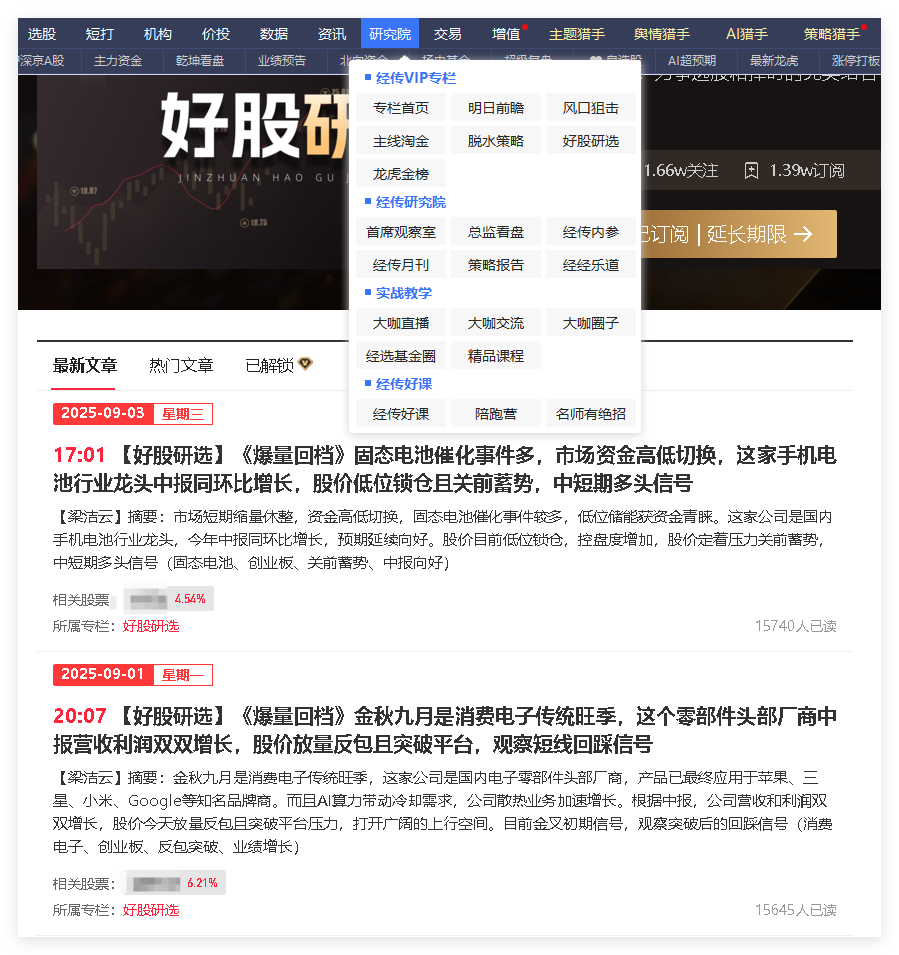 选股 短打 机构 价投 数据 资讯 研究院 交易 增值 主题猎手 舆情猎手 AI猎手 策略猎手
深京A股 主力资金 乾坤看盘 业绩预告 AI超预期 最新龙虎 涨停打板
经传VIP专栏
专栏首页 明日前瞻 风口狙击
主线淘金 脱水策略 好股研选
龙虎金榜
经传研究院
首席观察室 总监看盘 经传内参
经传月刊 策略报告 经经乐道
实战教学
大咖直播 大咖交流 大咖圈子
经选基金圈 精品课程
经传好课
经传好课 陪跑营 名师有绝招
好股研
JINZHUAN HAO GU
18.87
18.75
1.66w关注 1.39w订阅
已订阅 | 延长期限
最新文章 热门文章 已解锁
2025-09-03 星期三
17:01 【好股研选】《爆量回档》固态电池催化事件多，市场资金高低切换，这家手机电
池行业龙头中报同环比增长，股价低位锁仓且关前蓄势，中短期多头信号
【梁洁云】摘要：市场短期缩量休整，资金高低切换，固态电池催化事件较多，低位储能获资金青睐。这家公司是国内
手机电池行业龙头，今年中报同环比增长，预期延续向好。股价目前低位锁仓，控盘度增加，股价定着压力关前蓄势，
中短期多头信号（固态电池、创业板、关前蓄势、中报向好）
相关股票 4.54%
所属专栏：好股研选 15740人已读
2025-09-01 星期一
20:07 【好股研选】《爆量回档》金秋九月是消费电子传统旺季，这个零部件头部厂商中
报营收利润双双增长，股价放量反包且突破平台，观察短线回踩信号
【梁洁云】摘要：金秋九月是消费电子传统旺季，这家公司是国内电子零部件头部厂商，产品已最终应用于苹果、三
星、小米、Google等知名品牌商。而且AI算力带动冷却需求，公司散热业务加速增长。根据中报，公司营收和利润双
双增长，股价今天放量反包且突破平台压力，打开广阔的上行空间。目前金叉初期信号，观察突破后的回踩信号（消费
电子、创业板、反包突破、业绩增长）
相关股票： 6.21%
所属专栏：好股研选 15645人已读